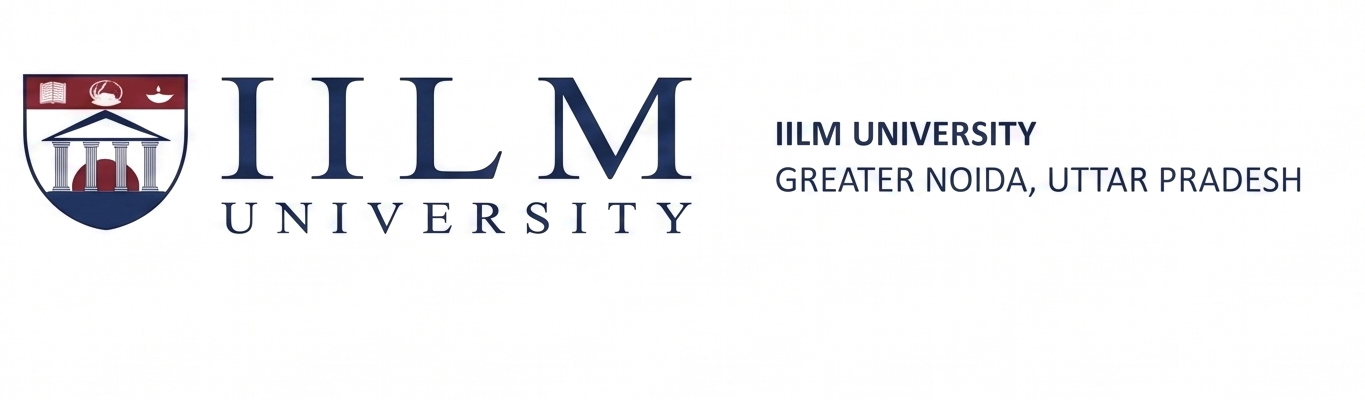 IILM
UNIVERSITY
IILM UNIVERSITY
GREATER NOIDA, UTTAR PRADESH